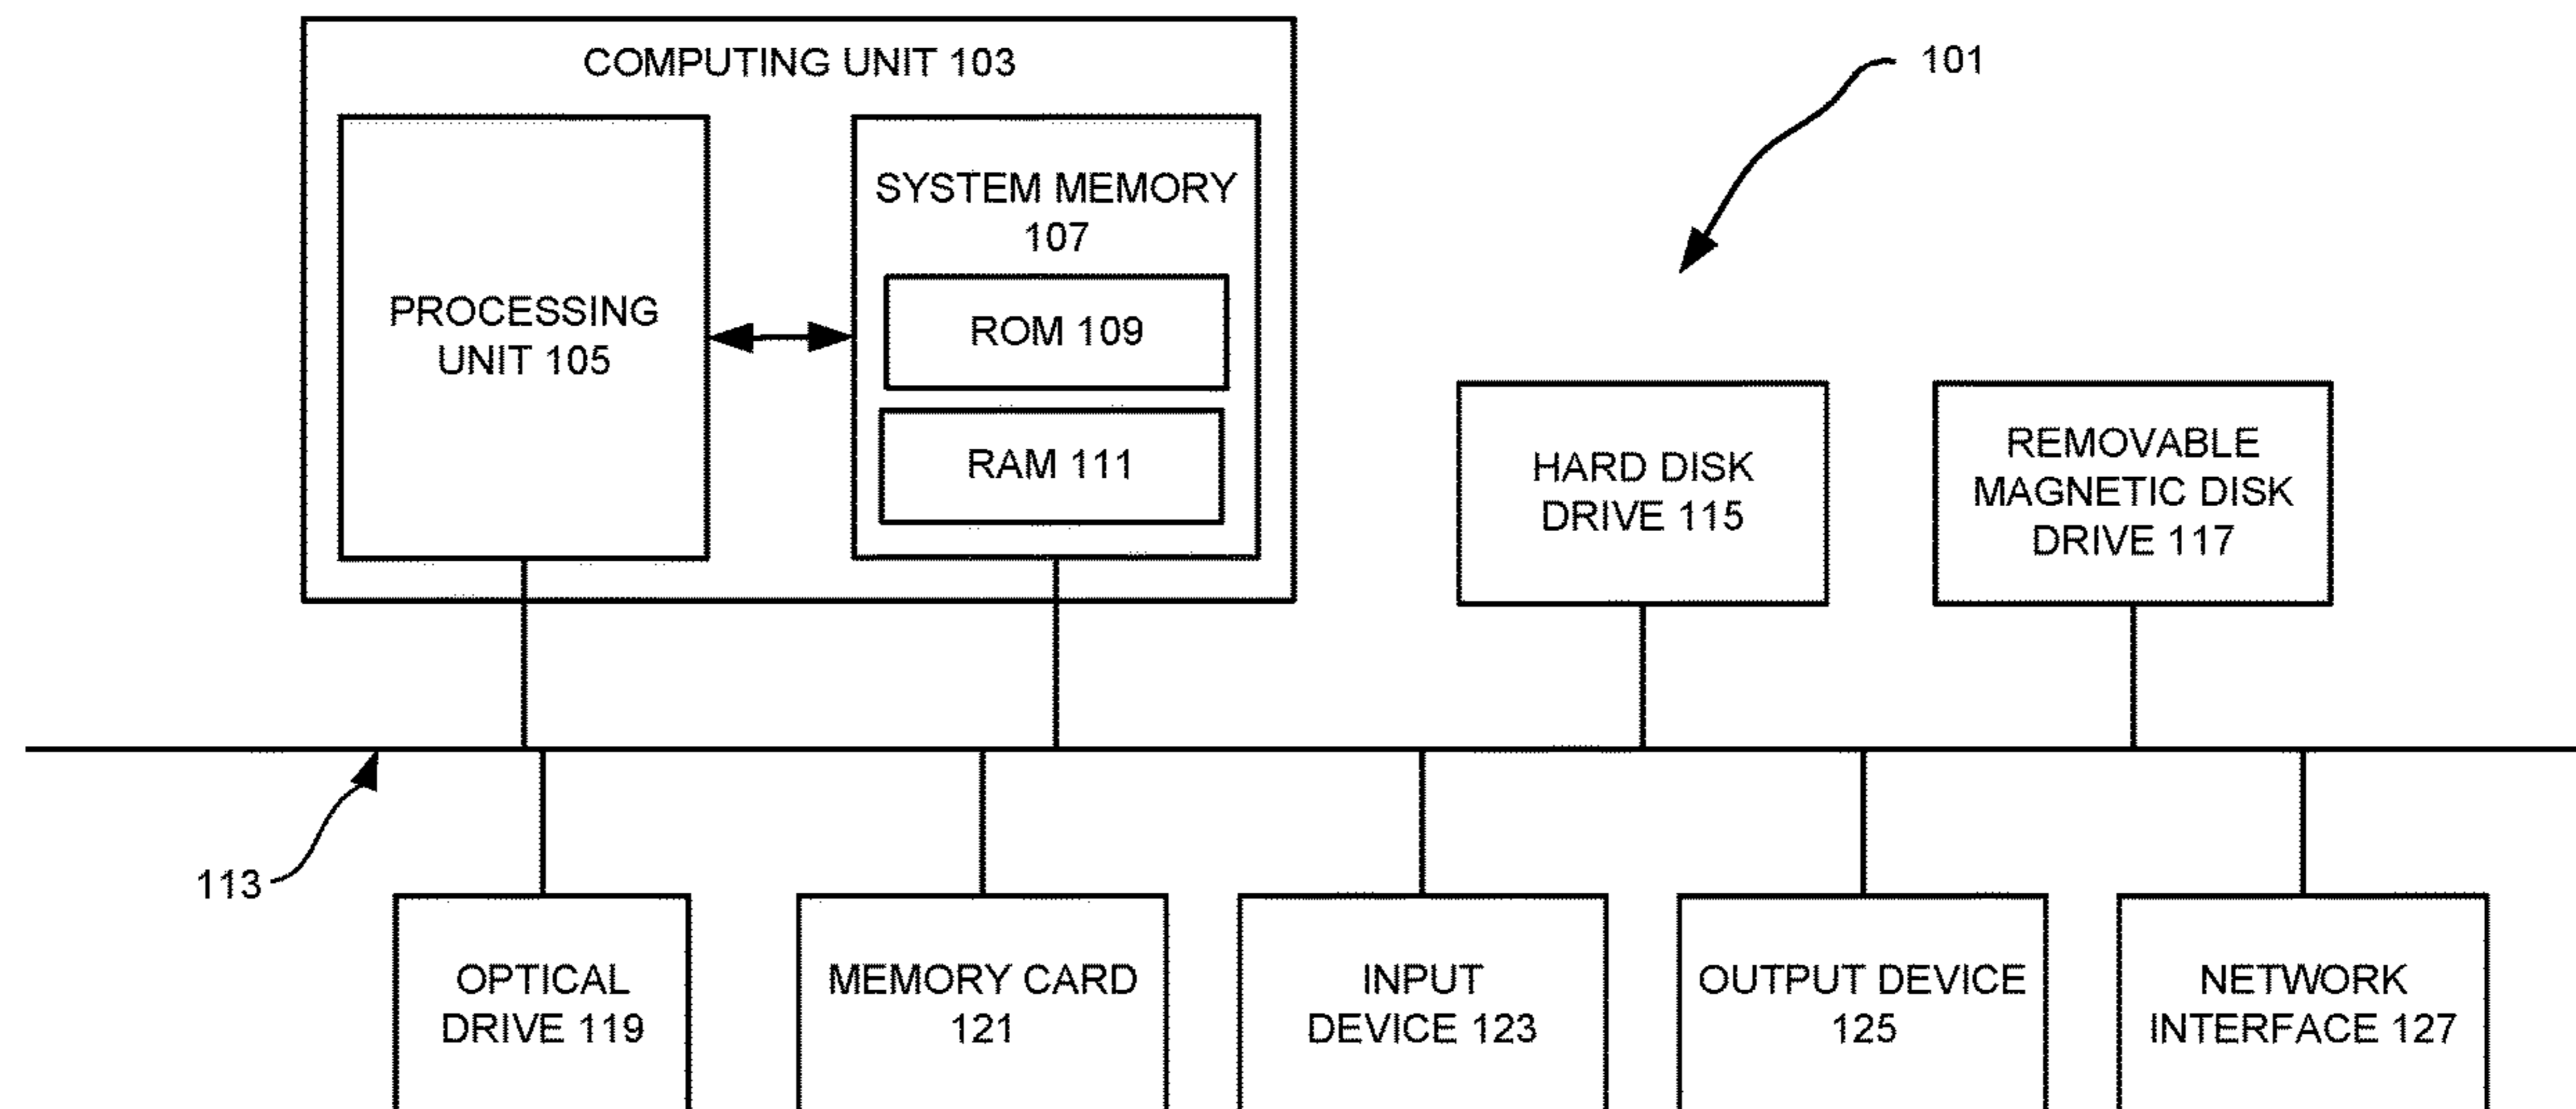 COMPUTING UNIT 103
101
SYSTEM MEMORY
107
PROCESSING
UNIT 105
ROM 109
RAM 111
HARD DISK
DRIVE 115
REMOVABLE
MAGNETIC DISK
DRIVE 117
113
OPTICAL
DRIVE 119
MEMORY CARD
121
INPUT
DEVICE 123
OUTPUT DEVICE
125
NETWORK
INTERFACE 127